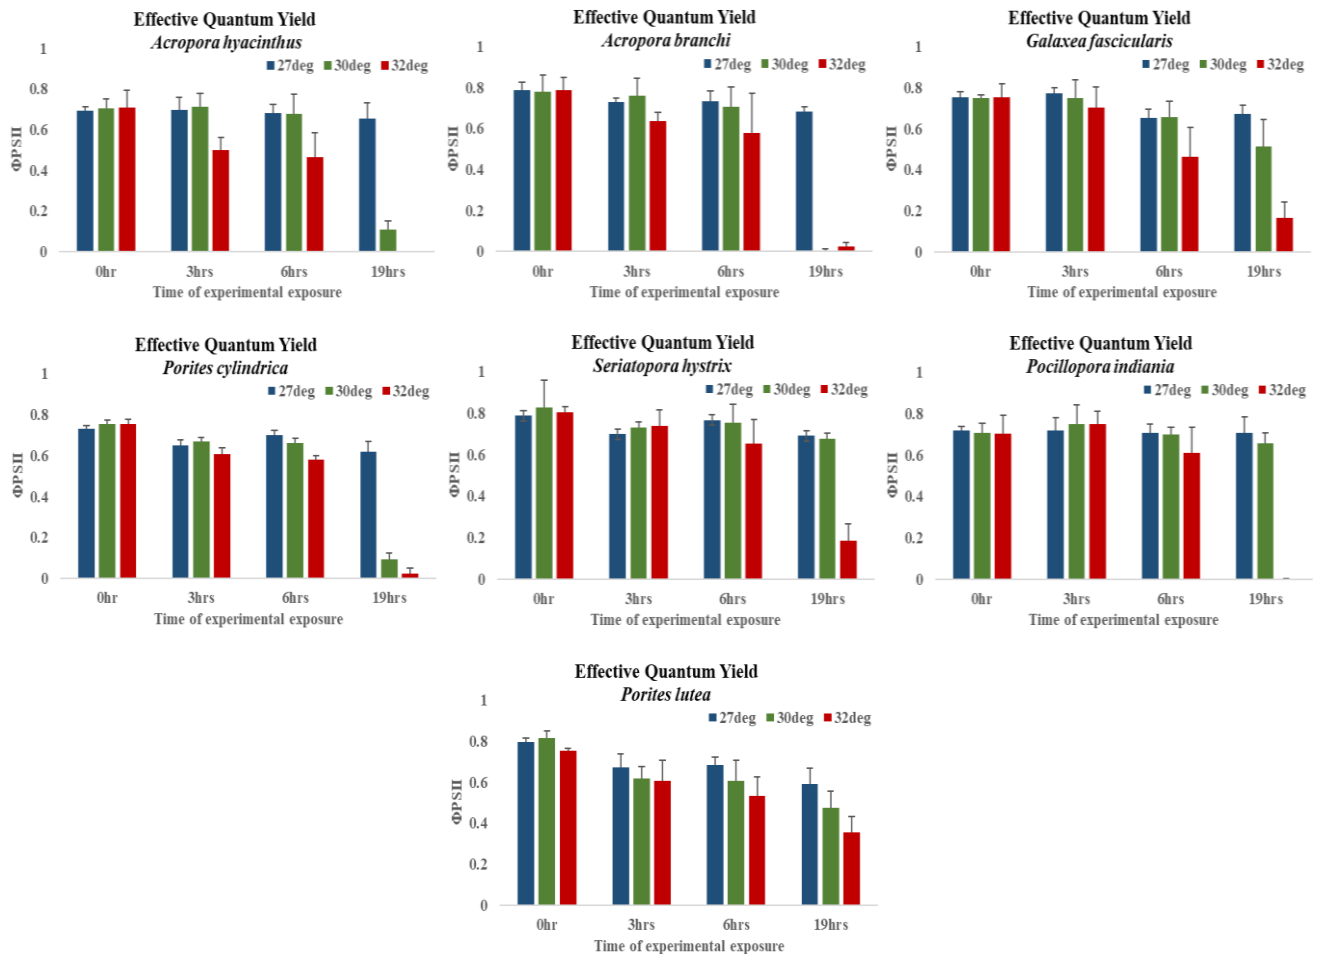 Effective Quantum Yield
Acropora hyacinthus
27deg 30deg 32deg
1
0.8
0.6
0.4
0.2
0
ΦPSII
0hr 3hrs 6hrs 19hrs
Time of experimental exposure
Effective Quantum Yield
Acropora branchi
27deg 30deg 32deg
1
0.8
0.6
0.4
0.2
0
ΦPSII
0hr 3hrs 6hrs 19hrs
Time of experimental exposure
Effective Quantum Yield
Galaxea fascicularis
27deg 30deg 32deg
1
0.8
0.6
0.4
0.2
0
ΦPSII
0hr 3hrs 6hrs 19hrs
Time of experimental exposure
Effective Quantum Yield
Porites cylindrica
27deg 30deg 32deg
1
0.8
0.6
0.4
0.2
0
ΦPSII
0hr 3hrs 6hrs 19hrs
Time of experimental exposure
Effective Quantum Yield
Seriatopora hystrix
27deg 30deg 32deg
1
0.8
0.6
0.4
0.2
0
ΦPSII
0hr 3hrs 6hrs 19hrs
Time of experimental exposure
Effective Quantum Yield
Pocillopora indiania
27deg 30deg 32deg
1
0.8
0.6
0.4
0.2
0
ΦPSII
0hr 3hrs 6hrs 19hrs
Time of experimental exposure
Effective Quantum Yield
Porites lutea
27deg 30deg 32deg
1
0.8
0.6
0.4
0.2
0
ΦPSII
0hr 3hrs 6hrs 19hrs
Time of experimental exposure